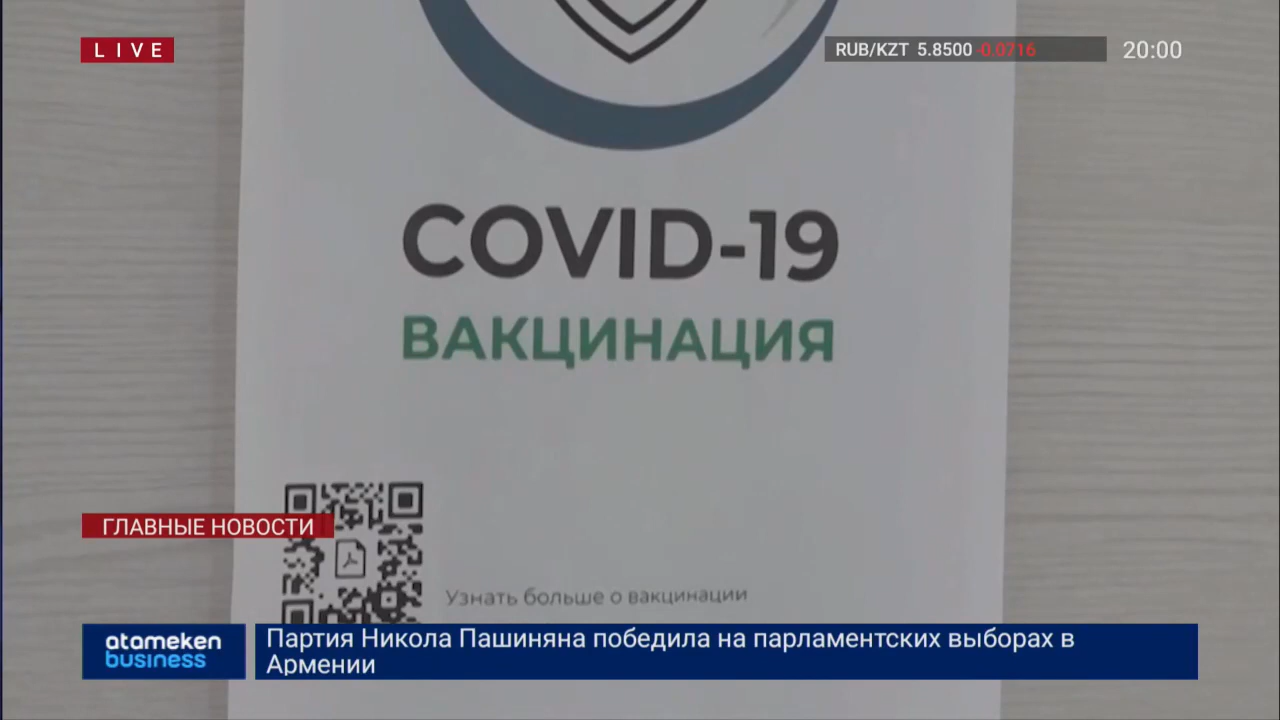 LIVE
RUB/KZT 5.8500 -0.0716
20:00
COVID-19
ВАКЦИНАЦИЯ
ГЛАВНЫЕ НОВОСТИ
Узнать больше о вакцинации
atameken
business
Партия Никола Пашиняна победила на парламентских выборах в
Армении